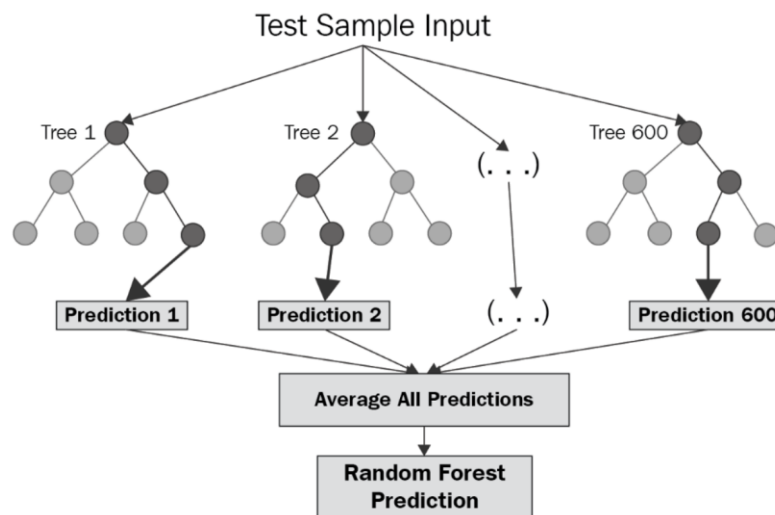 Test Sample Input
Tree 1
Tree 2
Tree 600
(. . .)
Prediction 1
Prediction 2
(. . .)
Prediction 600
Average All Predictions
Random Forest
Prediction